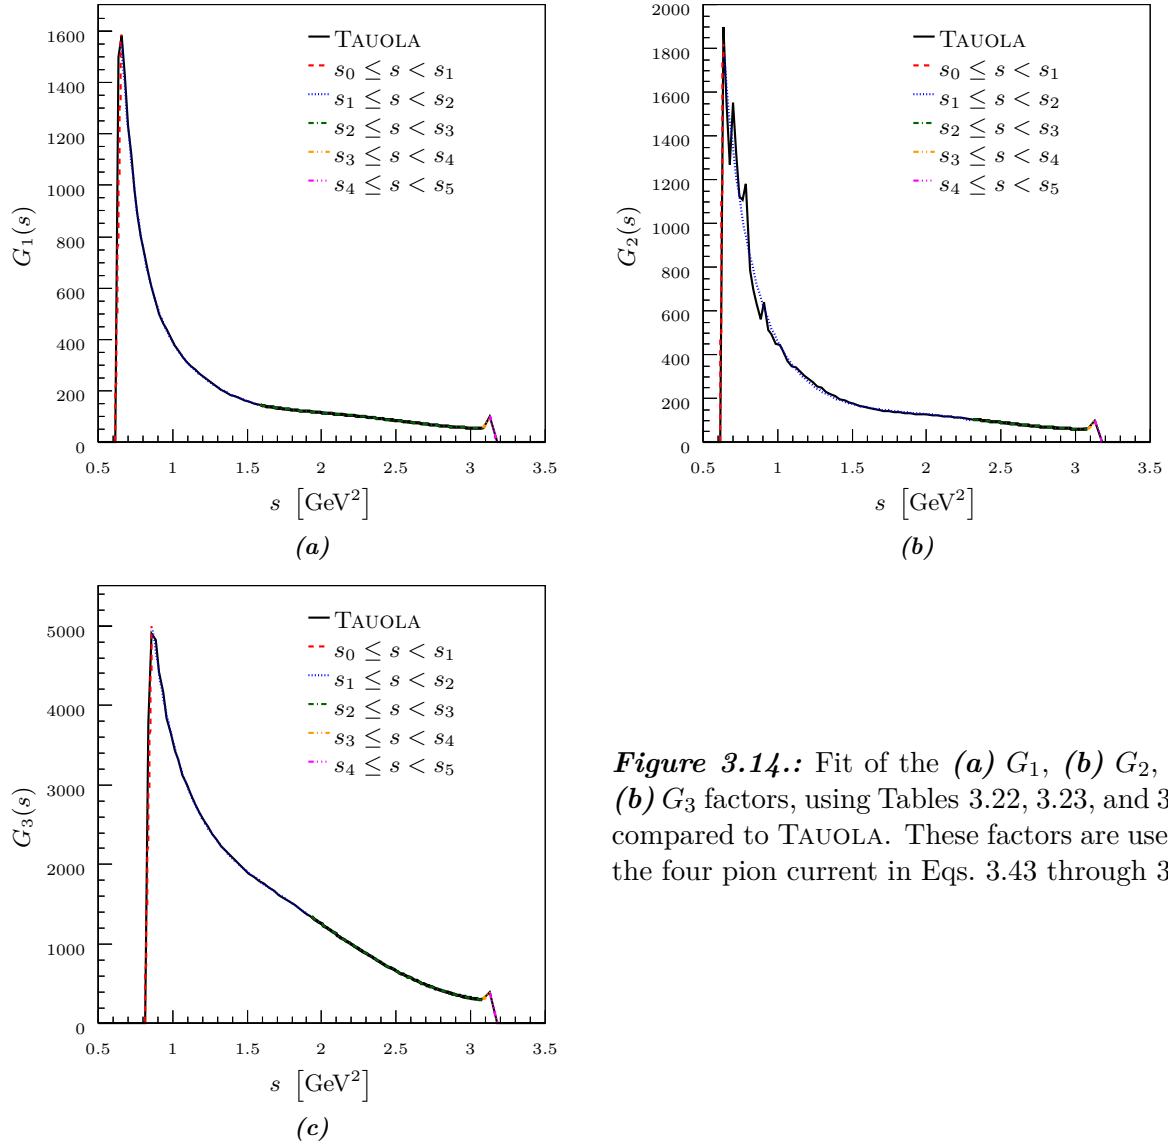 1600
1400
1200
1000
800
600
400
200
0
G1(s)
TAUOLA
s0 ≤ s < s1
s1 ≤ s < s2
s2 ≤ s < s3
s3 ≤ s < s4
s4 ≤ s < s5
0.5 1 1.5 2 2.5 3 3.5
s [GeV²]
(a)
2000
1800
1600
1400
1200
1000
800
600
400
200
0
G2(s)
TAUOLA
s0 ≤ s < s1
s1 ≤ s < s2
s2 ≤ s < s3
s3 ≤ s < s4
s4 ≤ s < s5
0.5 1 1.5 2 2.5 3 3.5
s [GeV²]
(b)
5000
4000
3000
2000
1000
0
G3(s)
TAUOLA
s0 ≤ s < s1
s1 ≤ s < s2
s2 ≤ s < s3
s3 ≤ s < s4
s4 ≤ s < s5
0.5 1 1.5 2 2.5 3 3.5
s [GeV²]
(c)
Figure 3.14.: Fit of the (a) G1, (b) G2,
(b) G3 factors, using Tables 3.22, 3.23, and 3
compared to TAUOLA. These factors are use
the four pion current in Eqs. 3.43 through 3